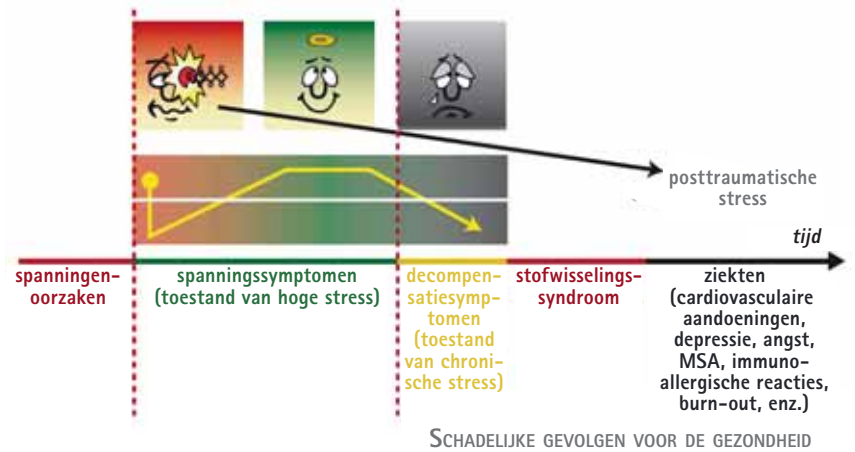 posttraumatische
stress
tijd
spanningen-
oorzaken
spanningssymptomen
(toestand van hoge stress)
decompen-
satiesymp-
tomen
(toestand
van chroni-
sche stress)
stofwisselings-
syndroom
ziekten
(cardiovasculaire
aandoeningen,
depressie, angst,
MSA, immuno-
allergische reacties,
burn-out, enz.)
SCHADELIJKE GEVOLGEN VOOR DE GEZONDHEID